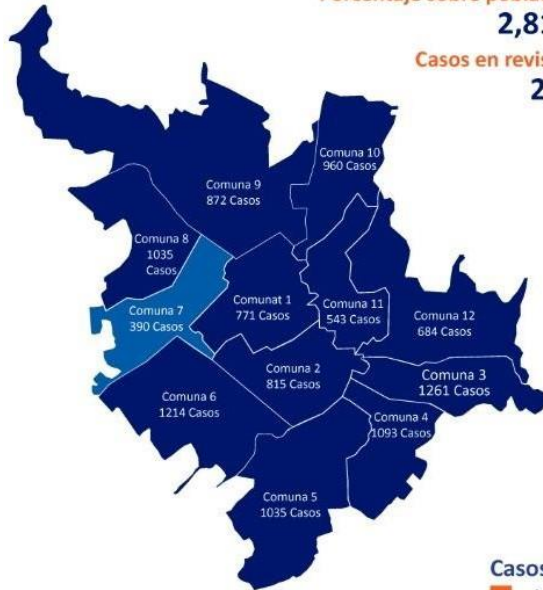 2,81
Casos en revis
2
Comuna 10
960 Casos
Comuna 9
872 Casos
Comuna 8
1035
Casos
Comuna 7
390 Casos
Comunat 1
771 Casos
Comuna 11
543 Casos
Comuna 12
684 Casos
Comuna 2
815 Casos
Comuna 3
1261 Casos
Comuna 6
1214 Casos
Comuna 4
1093 Casos
Comuna 5
1035 Casos
Casos